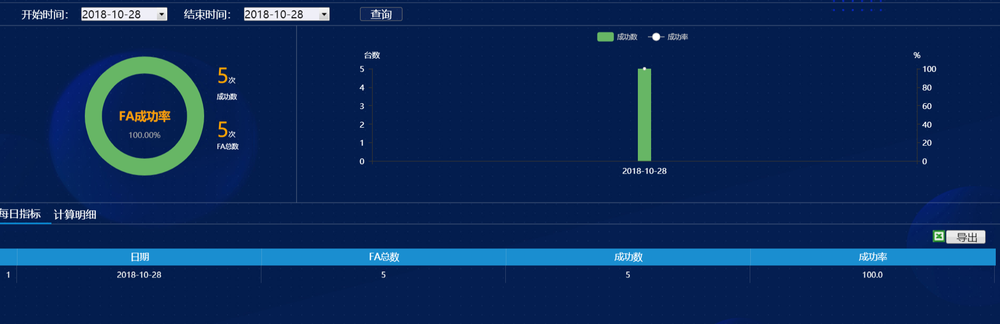 开始时间： 2018-10-28 结束时间： 2018-10-28 查询
成功数 成功率
FA成功率
100.00%
5次
成功数
5次
FA总数
台数
%
5
4
3
2
1
0
100
80
60
40
20
0
2018-10-28
每日指标 计算明细
导出
日期 FA总数 成功数 成功率
1 2018-10-28 5 5 100.0